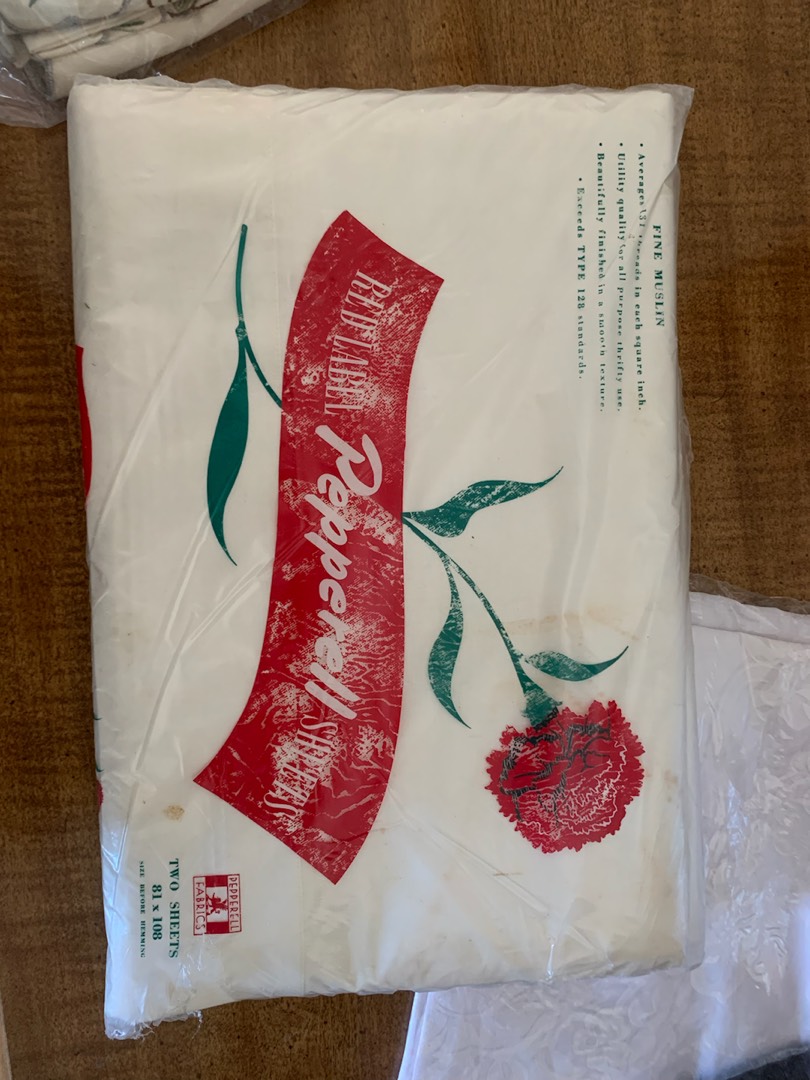 FINE MUSLIN
• Averages 131 threads in each square inch.
• Utility quality for all purpose thrifty use.
• Beautifully finished in a smooth texture.
• Exceeds TYPE 128 standards.
RED LABEL Pepperell SHEETS
PEPPERELL
FABRICS
TWO SHEETS
81 x 108
SIZE BEFORE HEMMING